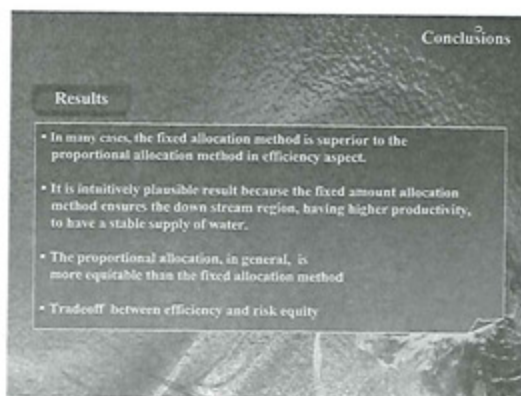 Conclusions
Results
▪ In many cases, the fixed allocation method is superior to the
proportional allocation method in efficiency aspect.
▪ It is intuitively plausible result because the fixed amount allocation
method ensures the down stream region, having higher productivity,
to have a stable supply of water.
▪ The proportional allocation, in general, is
more equitable than the fixed allocation method
▪ Tradeoff between efficiency and risk equity